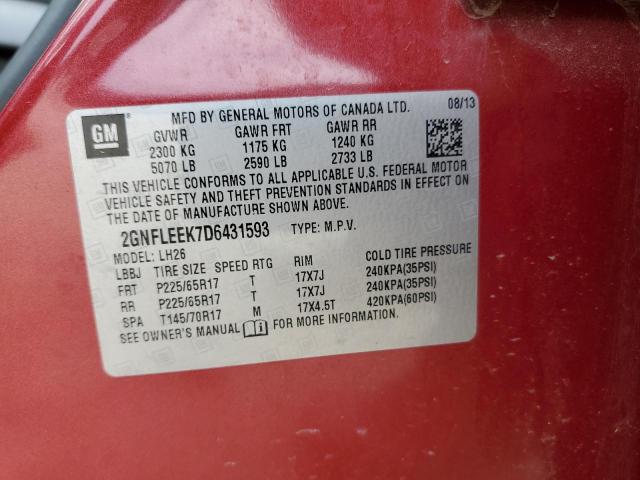 GM
MFD BY GENERAL MOTORS OF CANADA LTD. 08/13
GVWR GAWR FRT GAWR RR
2300 KG 1175 KG 1240 KG
5070 LB 2590 LB 2733 LB
THIS VEHICLE CONFORMS TO ALL APPLICABLE U.S. FEDERAL MOTOR
VEHICLE SAFETY AND THEFT PREVENTION STANDARDS IN EFFECT ON
THE DATE OF MANUFACTURE SHOWN ABOVE.
2GNFLEEK7D6431593 TYPE: M.P.V.
MODEL: LH26
LBBJ TIRE SIZE SPEED RTG RIM COLD TIRE PRESSURE
FRT P225/65R17 T 17X7J 240KPA(35PSI)
RR P225/65R17 T 17X7J 240KPA(35PSI)
SPA T145/70R17 M 17X4.5T 420KPA(60PSI)
SEE OWNER'S MANUAL FOR MORE INFORMATION.